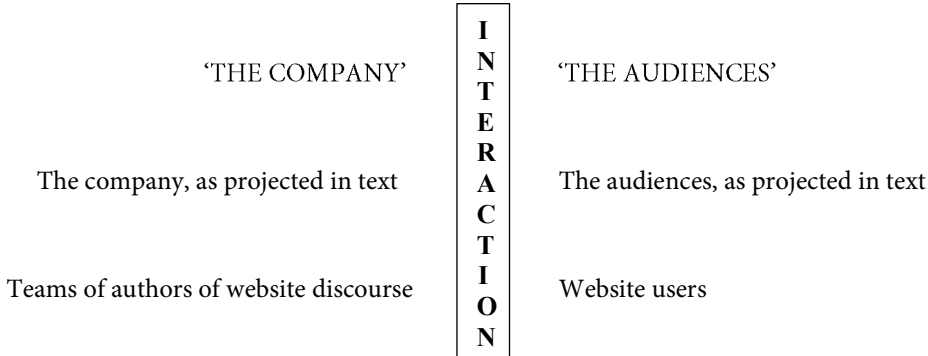 ‘THE COMPANY’
INTERACTION
‘THE AUDIENCES’
The company, as projected in text
The audiences, as projected in text
Teams of authors of website discourse
Website users